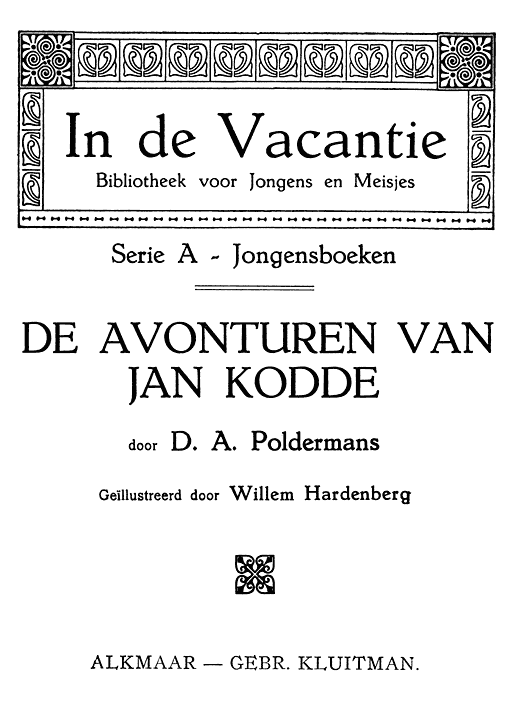 In de Vacantie
Bibliotheek voor Jongens en Meisjes
Serie A - Jongensboeken
DE AVONTUREN VAN
JAN KODDE
door D. A. Poldermans
Geïllustreerd door Willem Hardenberg
ALKMAAR — GEBR. KLUITMAN.